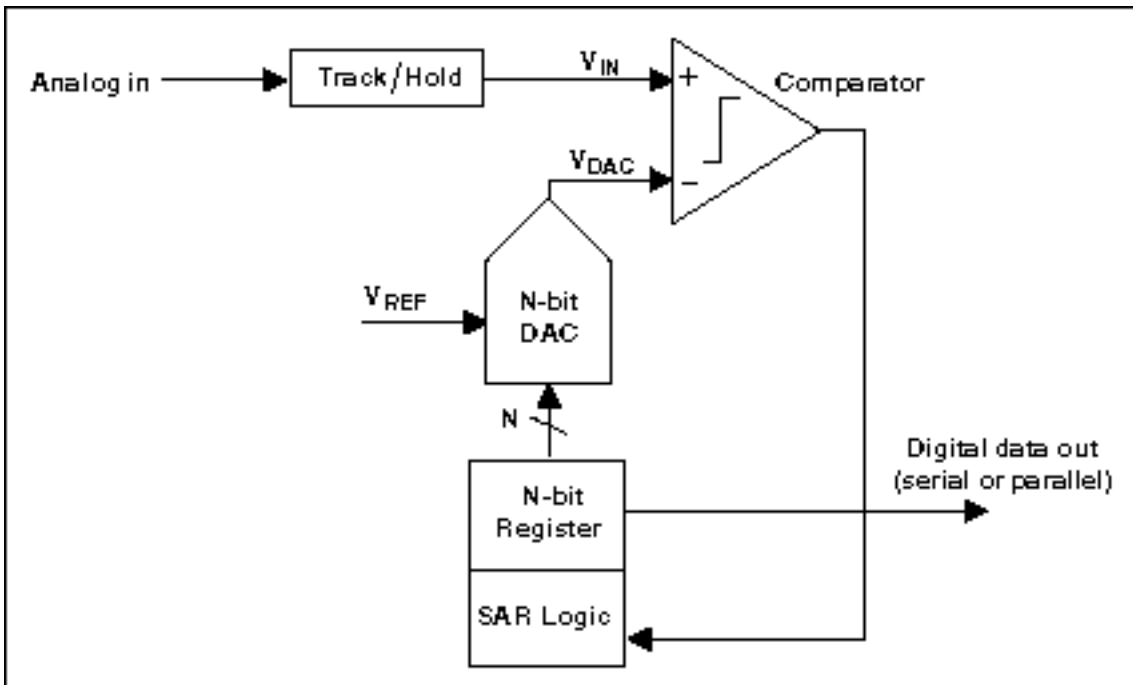 Analog in
Track/Hold
VIN
+
Comparator
VDAC
−
VREF
N-bit
DAC
N
Digital data out
(serial or parallel)
N-bit
Register
SAR Logic